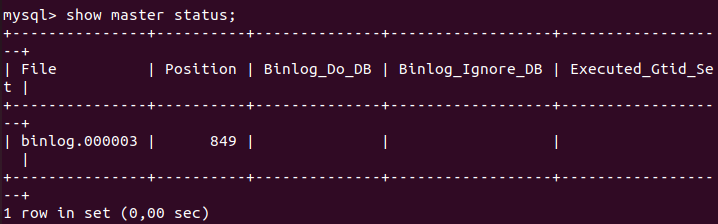 mysql> show master status;
+---------------+----------+--------------+------------------+-----------------
--+
| File          | Position | Binlog_Do_DB | Binlog_Ignore_DB | Executed_Gtid_Se
t |
+---------------+----------+--------------+------------------+-----------------
--+
| binlog.000003 |      849 |              |                  |
  |
+---------------+----------+--------------+------------------+-----------------
--+
1 row in set (0,00 sec)